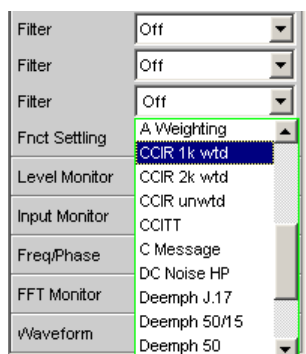 Filter Off
Filter Off
Filter Off
Fnct Settling A Weighting
CCIR 1k wtd
Level Monitor CCIR 2k wtd
CCIR unwtd
Input Monitor CCITT
C Message
Freq/Phase DC Noise HP
FFT Monitor Deemph J.17
Deemph 50/15
Waveform Deemph 50